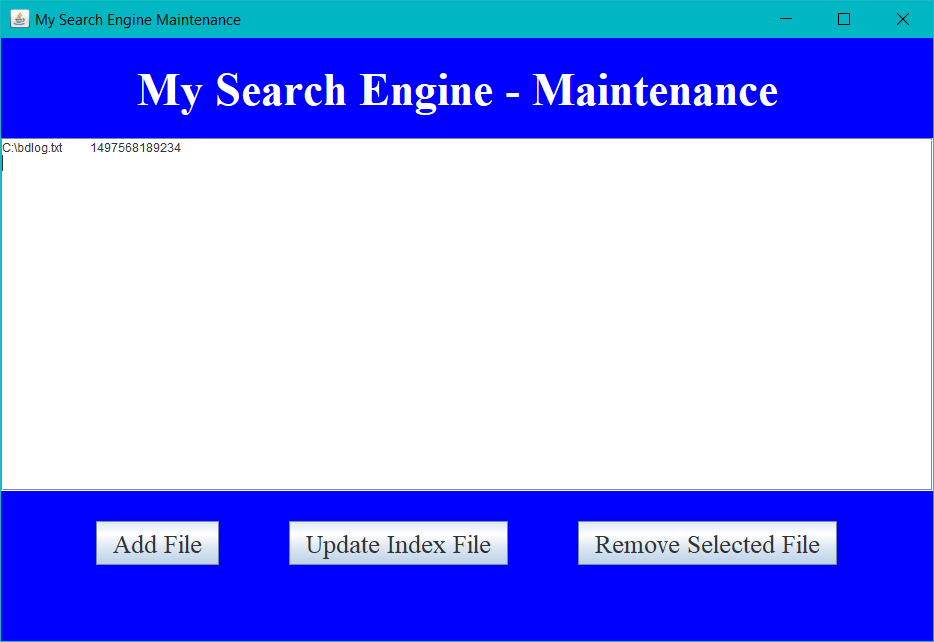 My Search Engine Maintenance
My Search Engine - Maintenance
C:\bdlog.txt 1497568189234
Add File
Update Index File
Remove Selected File